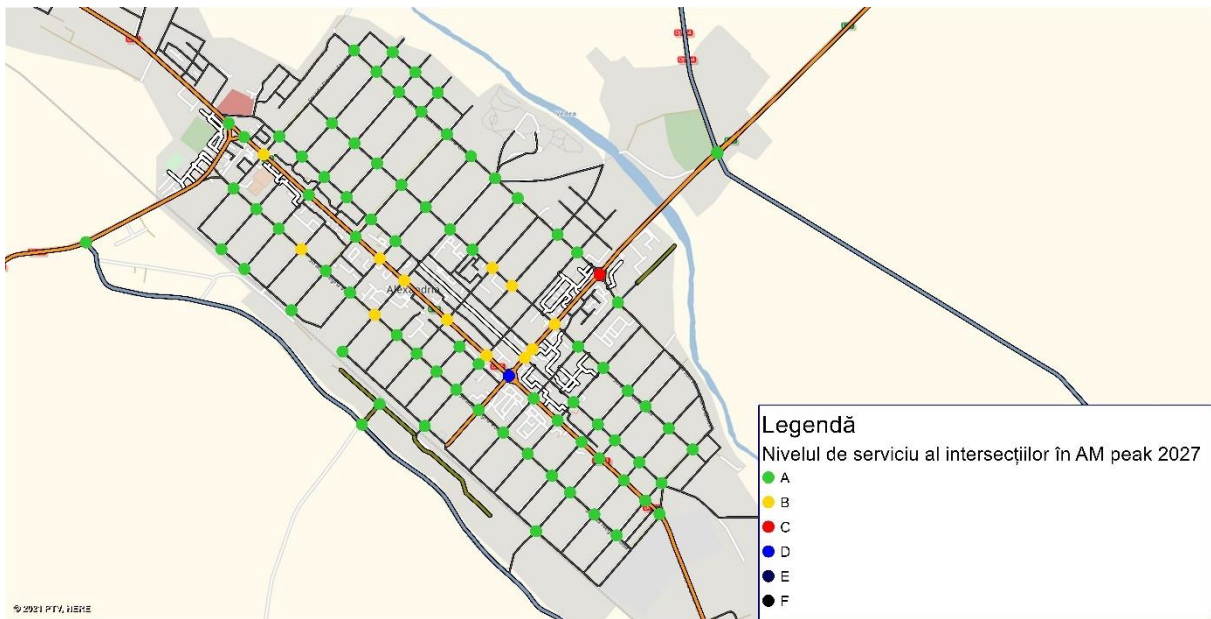 Alexandria
Legendă
Nivelul de serviciu al intersecțiilor în AM peak 2027
A
B
C
D
E
F
© 2021 PTV, HERE